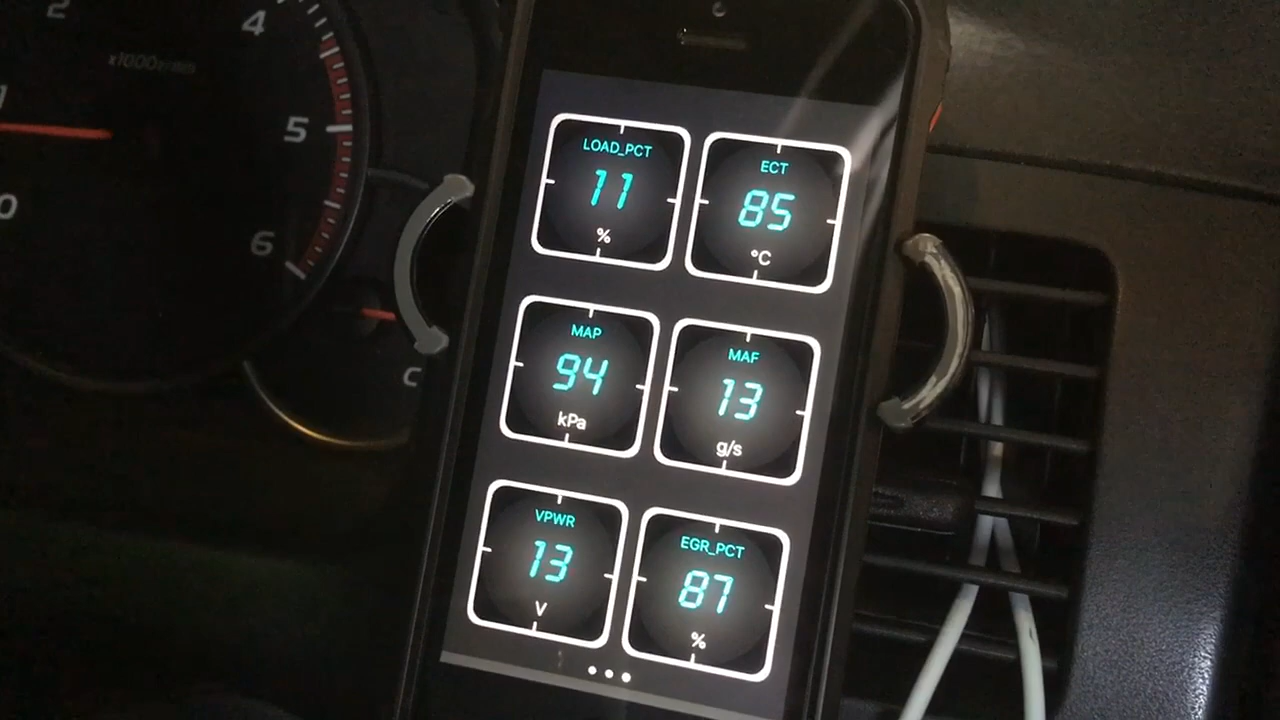 2
4
x1000r/min
1
5
0
6
C
LOAD_PCT
11
%
ECT
85
°C
MAP
94
kPa
MAF
13
g/s
VPWR
13
V
EGR_PCT
87
%